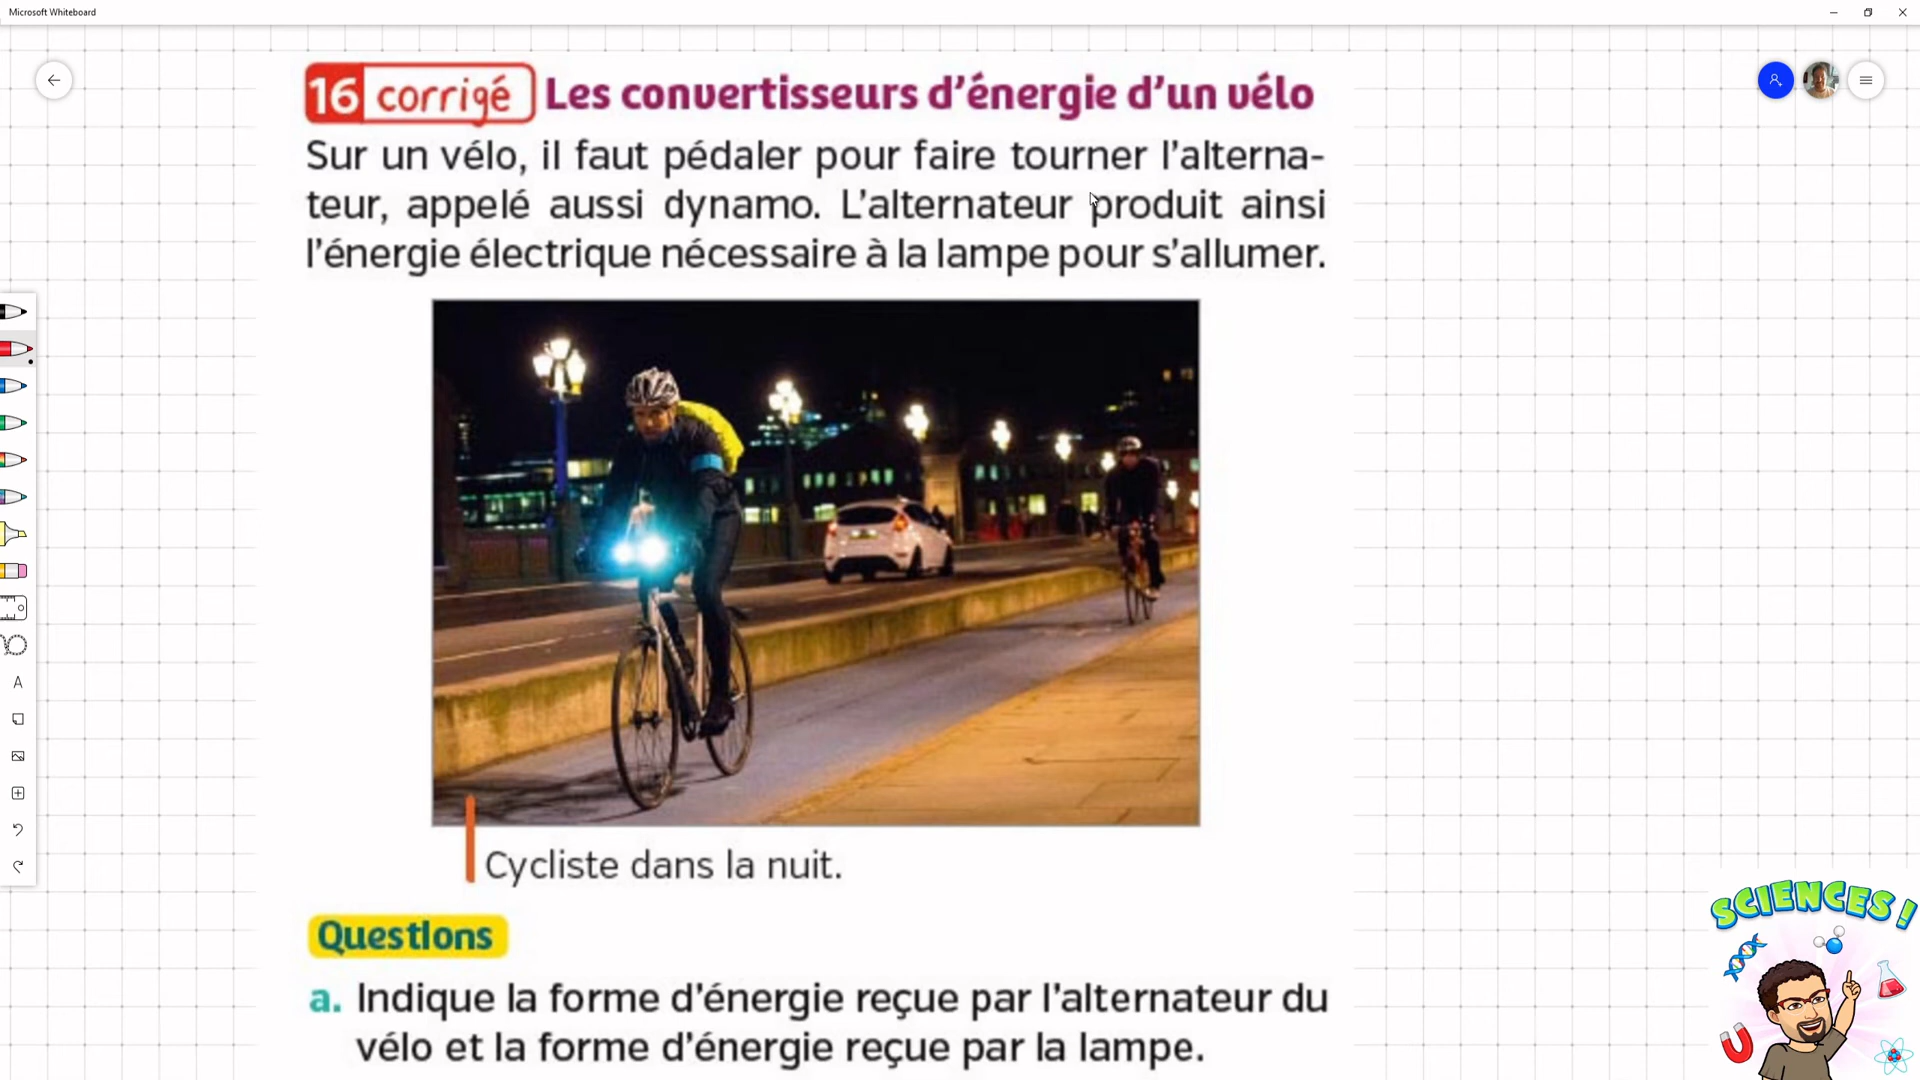 Microsoft Whiteboard
16 corrigé Les convertisseurs d'énergie d'un vélo
Sur un vélo, il faut pédaler pour faire tourner l'alterna-
teur, appelé aussi dynamo. L'alternateur produit ainsi
l'énergie électrique nécessaire à la lampe pour s'allumer.
Cycliste dans la nuit.
Questions
a. Indique la forme d'énergie reçue par l'alternateur du
vélo et la forme d'énergie reçue par la lampe.
A
SCIENCES !